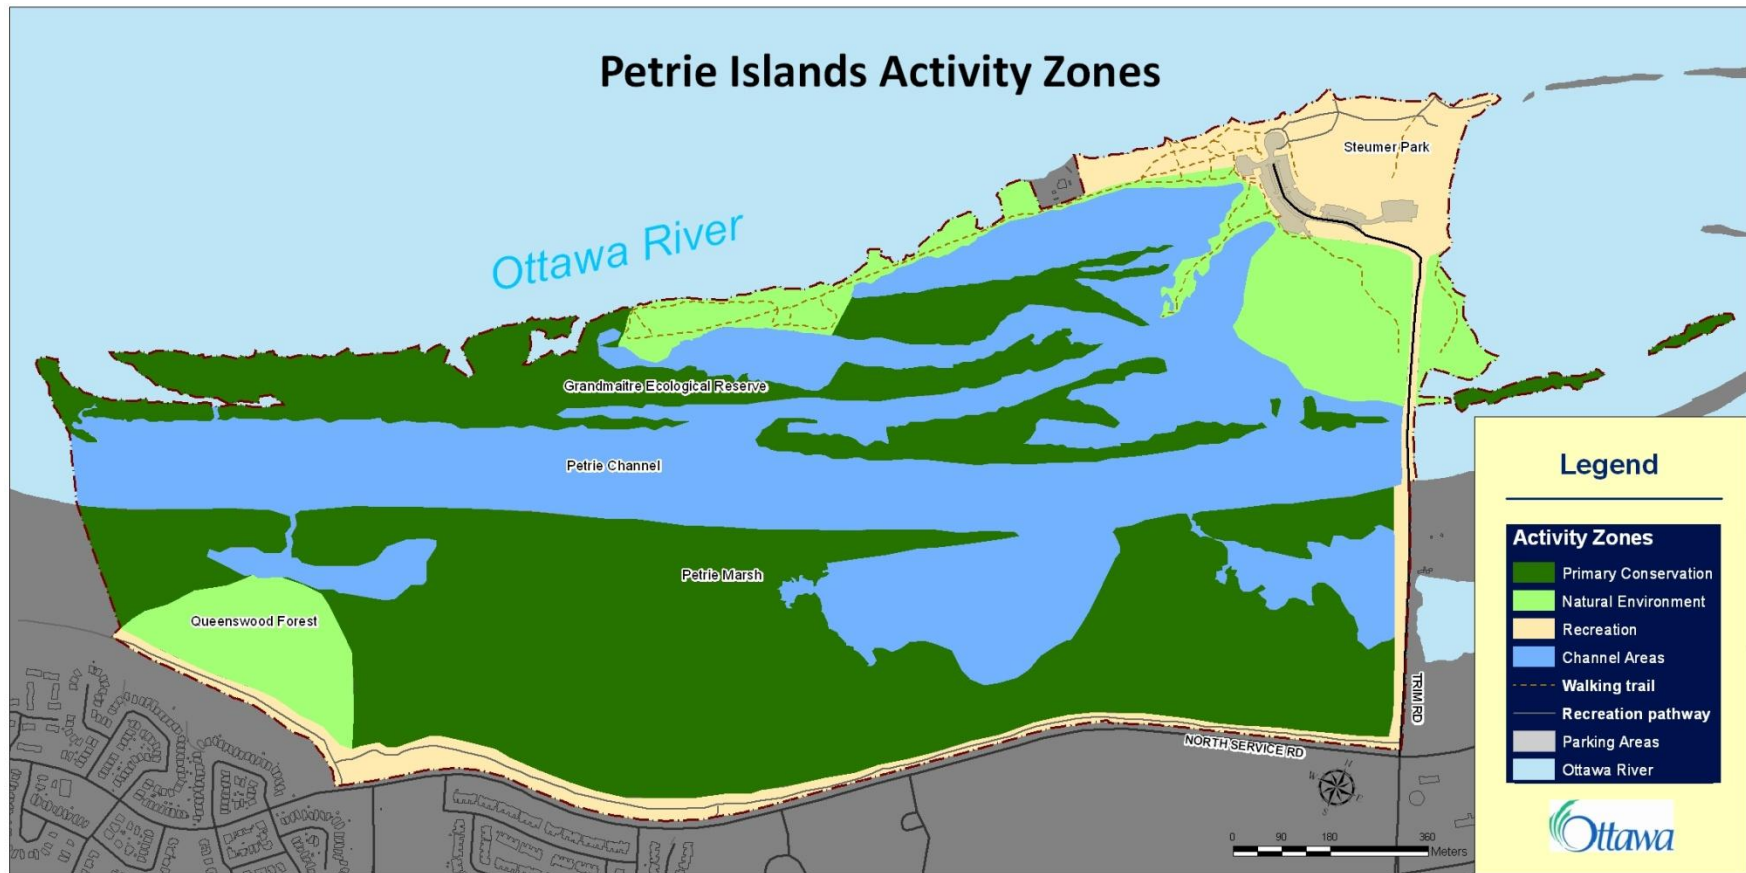 Petrie Islands Activity Zones
Steumer Park
Ottawa River
Grandmaitre Ecological Reserve
Petrie Channel
Petrie Marsh
Queenswood Forest
TRIM RD
NORTH SERVICE RD
N
W
E
S
0 90 180 360
Meters
Legend
Activity Zones
Primary Conservation
Natural Environment
Recreation
Channel Areas
Walking trail
Recreation pathway
Parking Areas
Ottawa River
Ottawa